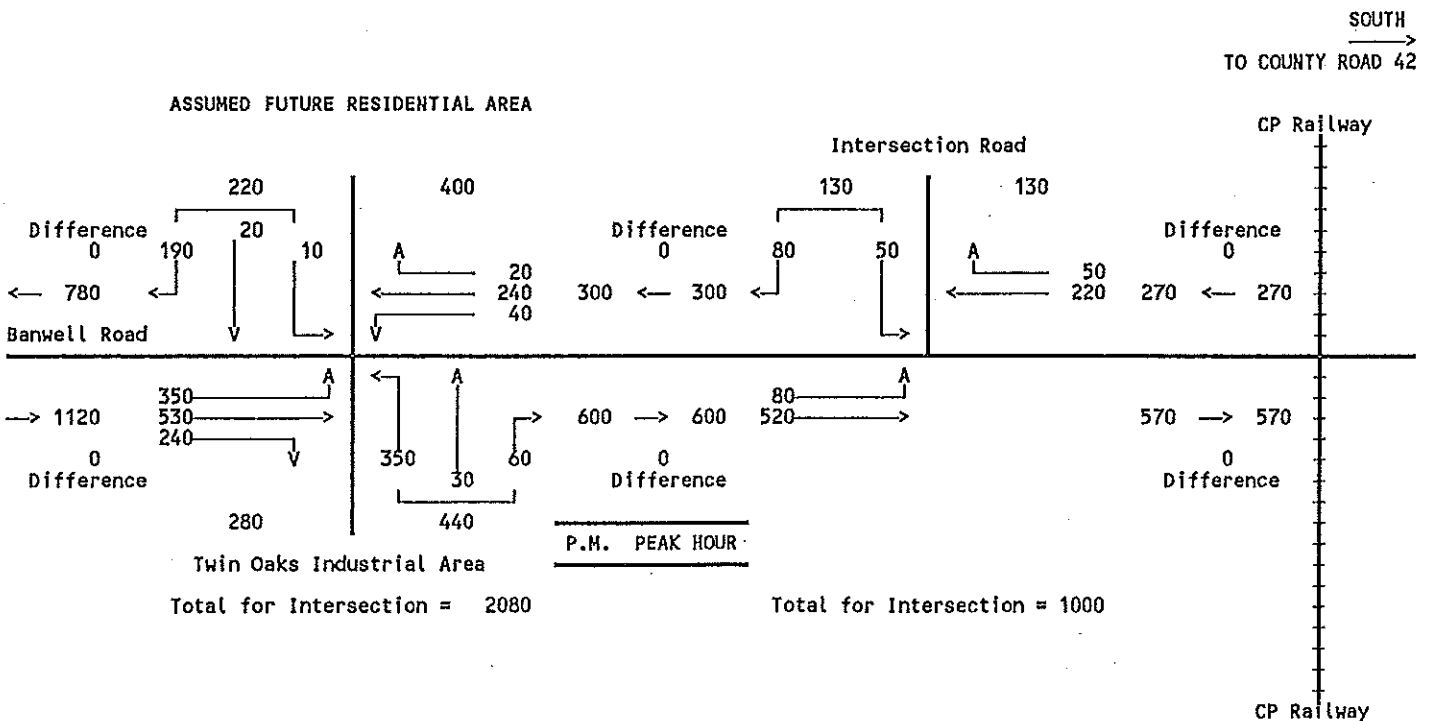 SOUTH
TO COUNTY ROAD 42
ASSUMED FUTURE RESIDENTIAL AREA
CP Railway
Intersection Road
220 400 130 130
Difference 20 Difference Difference
0 190 10 A 0 80 50 A 0
20 50
<— 780 <— < 240 300 <— 300 <— < 220 270 <— 270
40
Banwell Road V —> V —>
A <— A A
350 80
—> 1120 530 > —> 600 —> 600 520 > 570 —> 570
240
0 V 350 60 0 0
Difference 30 Difference Difference
280 440
P.M. PEAK HOUR
Twin Oaks Industrial Area
Total for Intersection = 2080 Total for Intersection = 1000
CP Railway